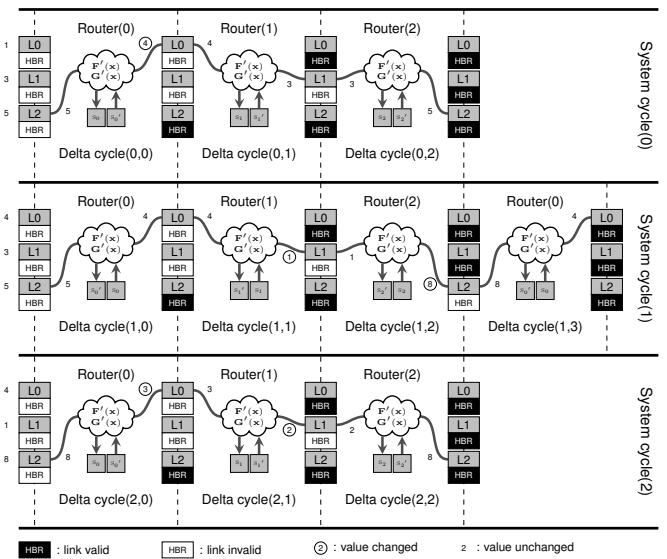 Router(0) Router(1) Router(2)
1 L0 4 L0 4 L0 L0
HBR HBR HBR HBR
F'(x) F'(x) F'(x)
G'(x) G'(x) G'(x)
3 L1 L1 3 L1 3 L1
HBR HBR HBR HBR
5 L2 5 L2 L2 5 L2
s0 s0' s1 s1' s2 s2'
HBR HBR HBR HBR
Delta cycle(0,0) Delta cycle(0,1) Delta cycle(0,2)
System cycle(0)
Router(0) Router(1) Router(2) Router(0)
4 L0 4 L0 4 L0 L0 4 L0
HBR HBR HBR HBR HBR
F'(x) F'(x) F'(x) F'(x)
G'(x) G'(x) G'(x) G'(x)
3 L1 L1 1 L1 1 L1 L1
HBR HBR HBR HBR HBR
5 L2 5 L2 L2 8 L2 8 L2
s0' s0 s1' s1 s2' s2 s0' s0
HBR HBR HBR HBR HBR
Delta cycle(1,0) Delta cycle(1,1) Delta cycle(1,2) Delta cycle(1,3)
System cycle(1)
Router(0) Router(1) Router(2)
4 L0 3 L0 3 L0 L0
HBR HBR HBR HBR
F'(x) F'(x) F'(x)
G'(x) G'(x) G'(x)
1 L1 L1 2 L1 2 L1
HBR HBR HBR HBR
8 L2 8 L2 L2 8 L2
s0 s0' s1 s1' s2 s2'
HBR HBR HBR HBR
Delta cycle(2,0) Delta cycle(2,1) Delta cycle(2,2)
System cycle(2)
HBR : link valid HBR : link invalid 2 : value changed 2 : value unchanged